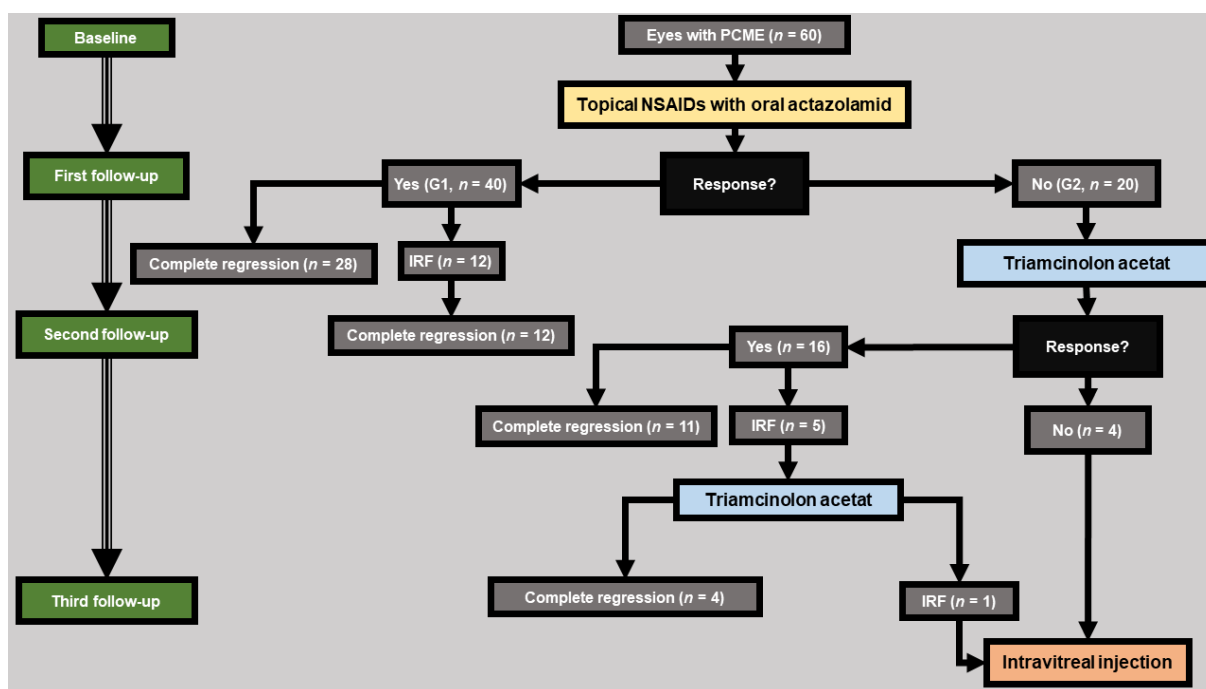 Baseline
Eyes with PCME (n = 60)
Topical NSAIDs with oral actazolamid
First follow-up
Yes (G1, n = 40)
Response?
No (G2, n = 20)
Complete regression (n = 28)
IRF (n = 12)
Triamcinolon acetat
Second follow-up
Complete regression (n = 12)
Yes (n = 16)
Response?
Complete regression (n = 11)
IRF (n = 5)
No (n = 4)
Triamcinolon acetat
Third follow-up
Complete regression (n = 4)
IRF (n = 1)
Intravitreal injection